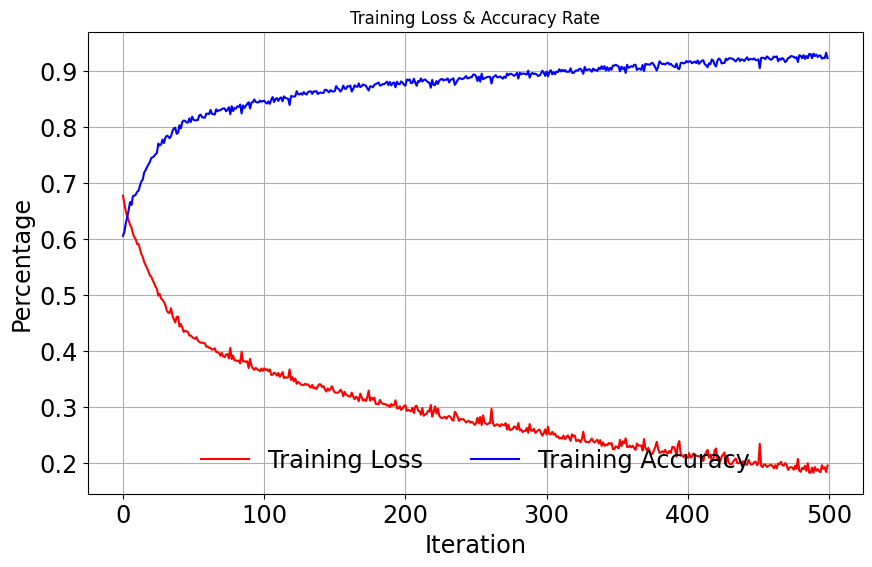 Training Loss & Accuracy Rate
0.9
0.8
0.7
0.6
0.5
0.4
0.3
0.2
Percentage
Training Loss Training Accuracy
0 100 200 300 400 500
Iteration